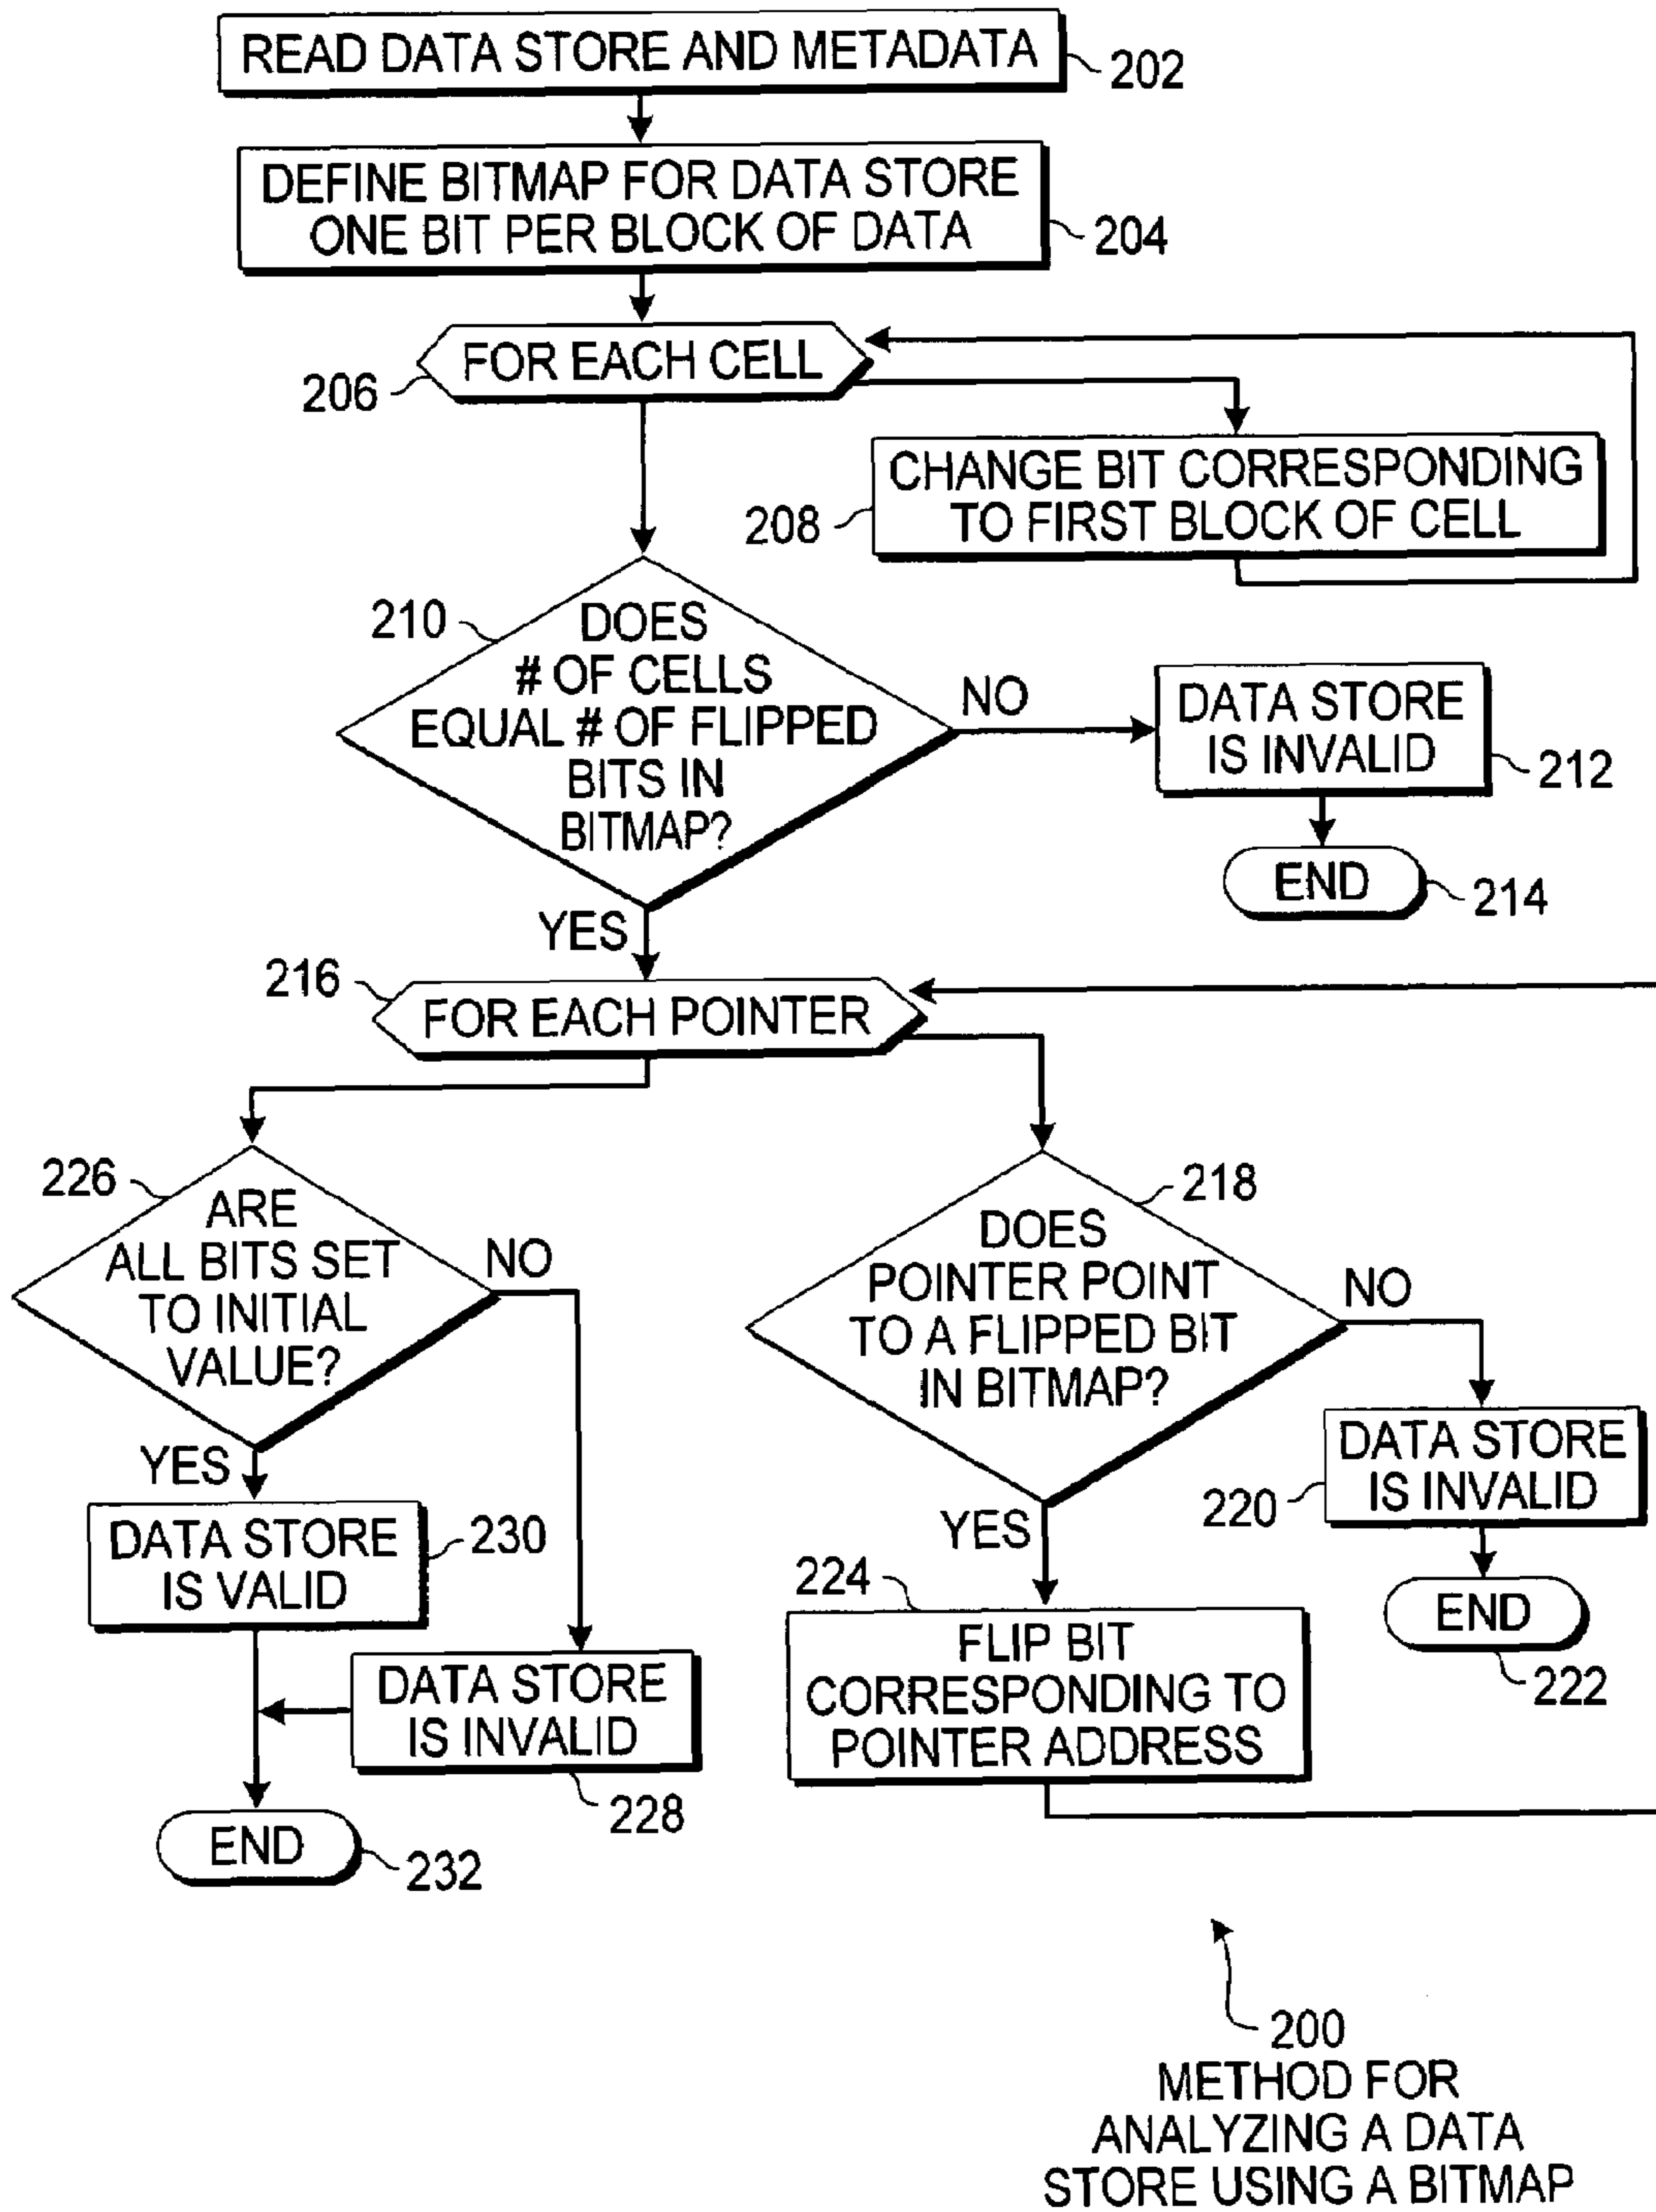 READ DATA STORE AND METADATA
202
DEFINE BITMAP FOR DATA STORE
ONE BIT PER BLOCK OF DATA
204
FOR EACH CELL
206
CHANGE BIT CORRESPONDING
TO FIRST BLOCK OF CELL
208
210
DOES
# OF CELLS
EQUAL # OF FLIPPED
BITS IN
BITMAP?
NO
DATA STORE
IS INVALID
212
END
214
YES
216
FOR EACH POINTER
226
ARE
ALL BITS SET
TO INITIAL
VALUE?
NO
218
DOES
POINTER POINT
TO A FLIPPED BIT
IN BITMAP?
NO
YES
DATA STORE
IS VALID
230
DATA STORE
IS INVALID
220
YES
END
222
224
FLIP BIT
CORRESPONDING TO
POINTER ADDRESS
DATA STORE
IS INVALID
228
END
232
200
METHOD FOR
ANALYZING A DATA
STORE USING A BITMAP